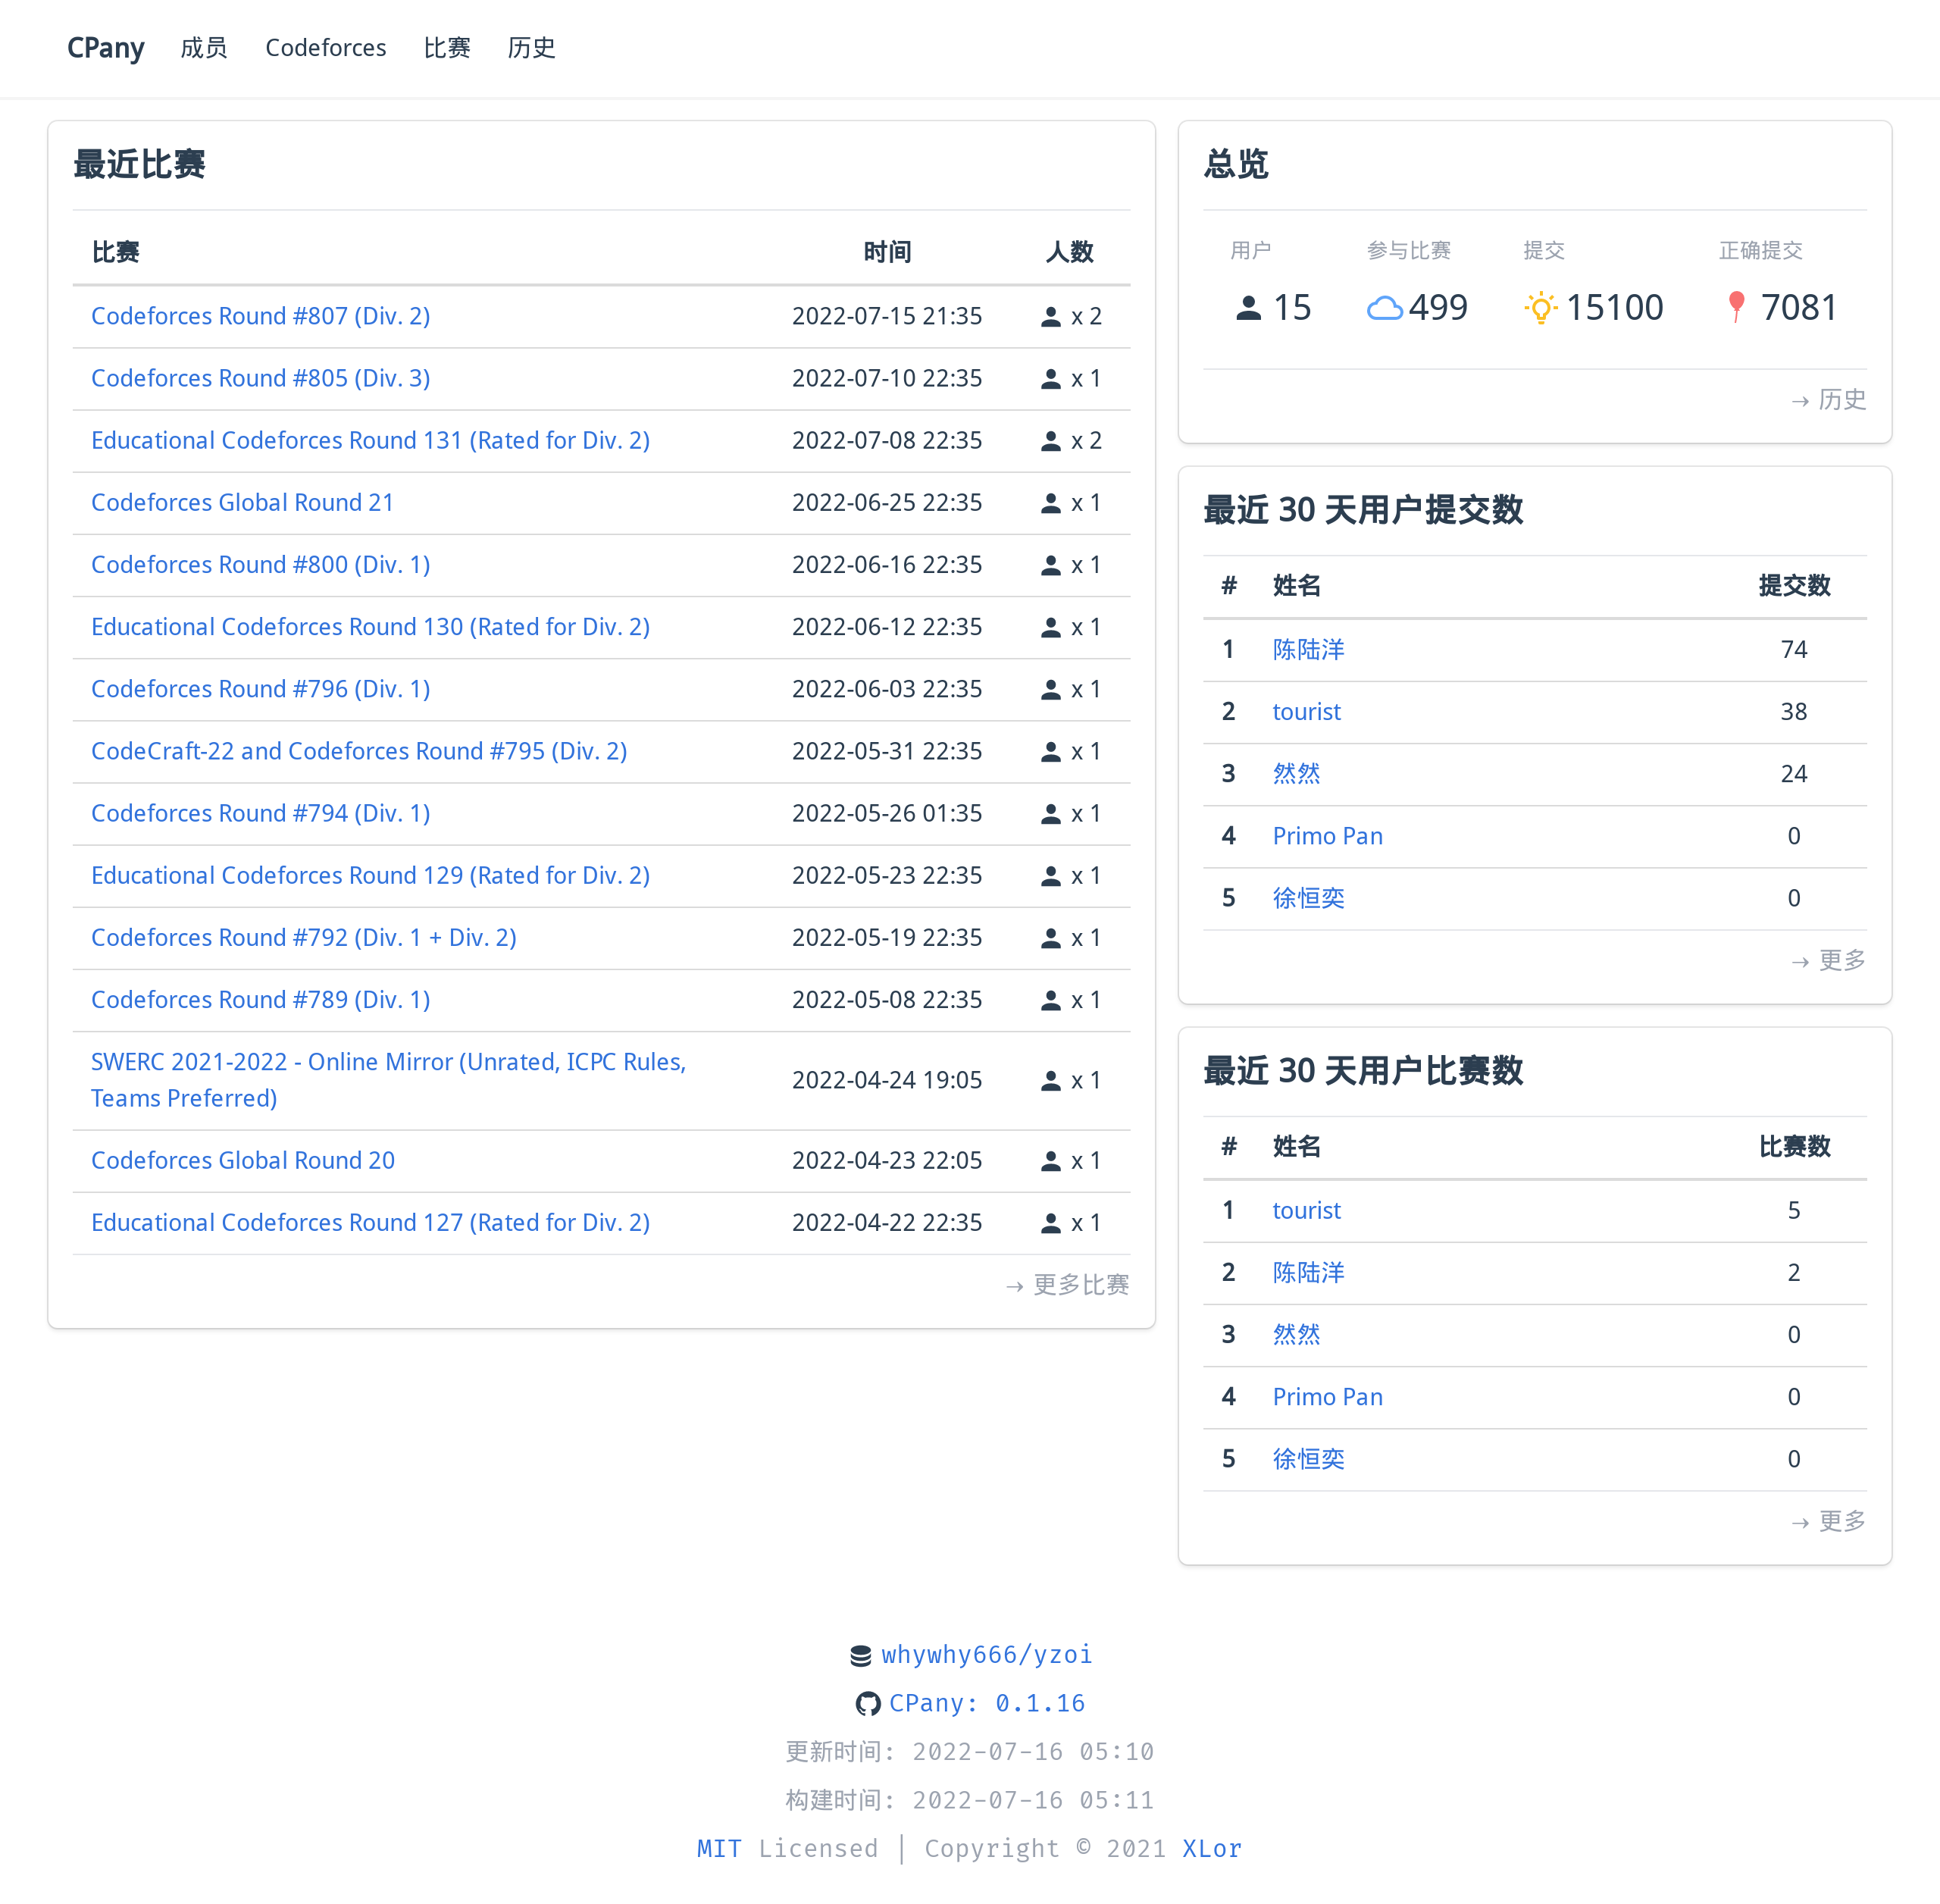 CPany 成员 Codeforces 比赛 历史
最近比赛
比赛 时间 人数
Codeforces Round #807 (Div. 2) 2022-07-15 21:35 x 2
Codeforces Round #805 (Div. 3) 2022-07-10 22:35 x 1
Educational Codeforces Round 131 (Rated for Div. 2) 2022-07-08 22:35 x 2
Codeforces Global Round 21 2022-06-25 22:35 x 1
Codeforces Round #800 (Div. 1) 2022-06-16 22:35 x 1
Educational Codeforces Round 130 (Rated for Div. 2) 2022-06-12 22:35 x 1
Codeforces Round #796 (Div. 1) 2022-06-03 22:35 x 1
CodeCraft-22 and Codeforces Round #795 (Div. 2) 2022-05-31 22:35 x 1
Codeforces Round #794 (Div. 1) 2022-05-26 01:35 x 1
Educational Codeforces Round 129 (Rated for Div. 2) 2022-05-23 22:35 x 1
Codeforces Round #792 (Div. 1 + Div. 2) 2022-05-19 22:35 x 1
Codeforces Round #789 (Div. 1) 2022-05-08 22:35 x 1
SWERC 2021-2022 - Online Mirror (Unrated, ICPC Rules,
Teams Preferred) 2022-04-24 19:05 x 1
Codeforces Global Round 20 2022-04-23 22:05 x 1
Educational Codeforces Round 127 (Rated for Div. 2) 2022-04-22 22:35 x 1
→ 更多比赛
总览
用户 参与比赛 提交 正确提交
15 499 15100 7081
→ 历史
最近 30 天用户提交数
# 姓名 提交数
1 陈陆洋 74
2 tourist 38
3 然然 24
4 Primo Pan 0
5 徐恒奕 0
→ 更多
最近 30 天用户比赛数
# 姓名 比赛数
1 tourist 5
2 陈陆洋 2
3 然然 0
4 Primo Pan 0
5 徐恒奕 0
→ 更多
whywhy666/yzoi
CPany: 0.1.16
更新时间: 2022-07-16 05:10
构建时间: 2022-07-16 05:11
MIT Licensed | Copyright © 2021 XLor